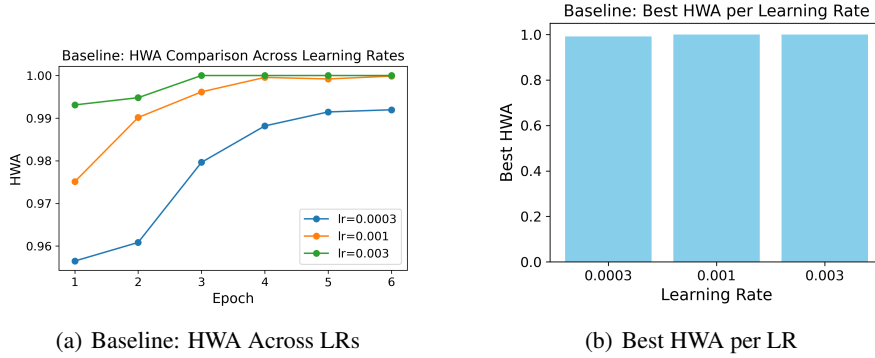 Baseline: HWA Comparison Across Learning Rates
1.00
0.99
0.98
0.97
0.96
HWA
lr=0.0003
lr=0.001
lr=0.003
1 2 3 4 5 6
Epoch
(a) Baseline: HWA Across LRs
Baseline: Best HWA per Learning Rate
1.0
0.8
0.6
0.4
0.2
0.0
Best HWA
0.0003 0.001 0.003
Learning Rate
(b) Best HWA per LR